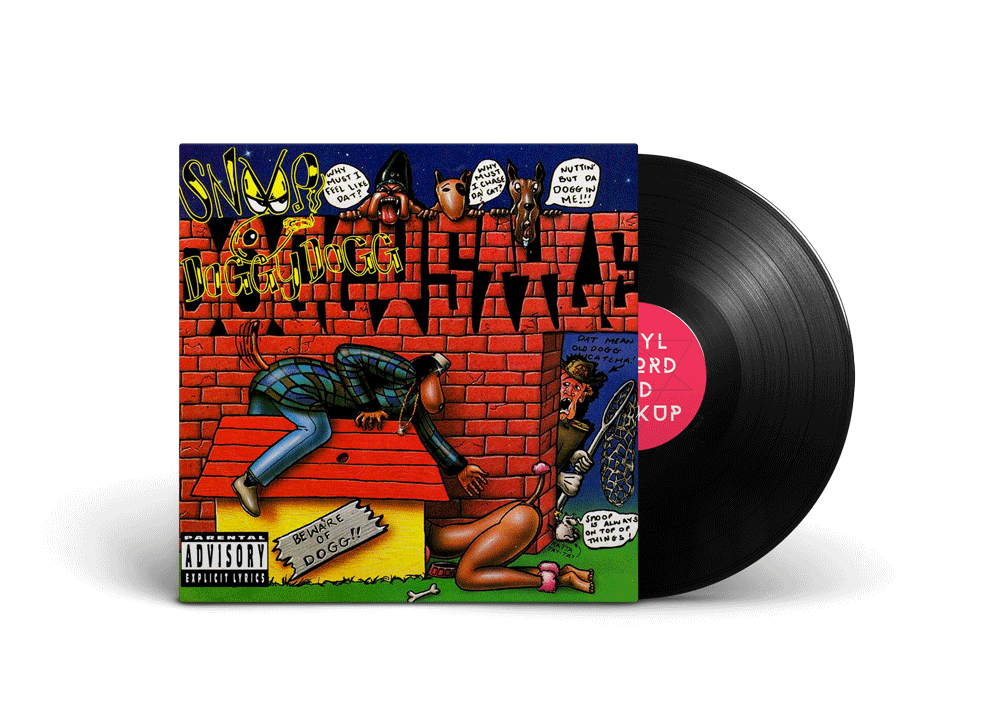 SNOOP
DOGGY DOGG
WHY
MUST I
FEEL LIKE
DAT?
WHY
MUST
I CHASE
DA CAT?
NUTTIN'
BUT DA
DOGG IN
ME!!!
DOGGYSTYLE
DAT MEAN
OLD DOGG
CATCHA!
YL
ORD
D
KUP
BEWARE
OF
DOGG!!
SNOOP
IS ALWAYS
ON TOP OF
THINGS!
PARENTAL
ADVISORY
EXPLICIT LYRICS